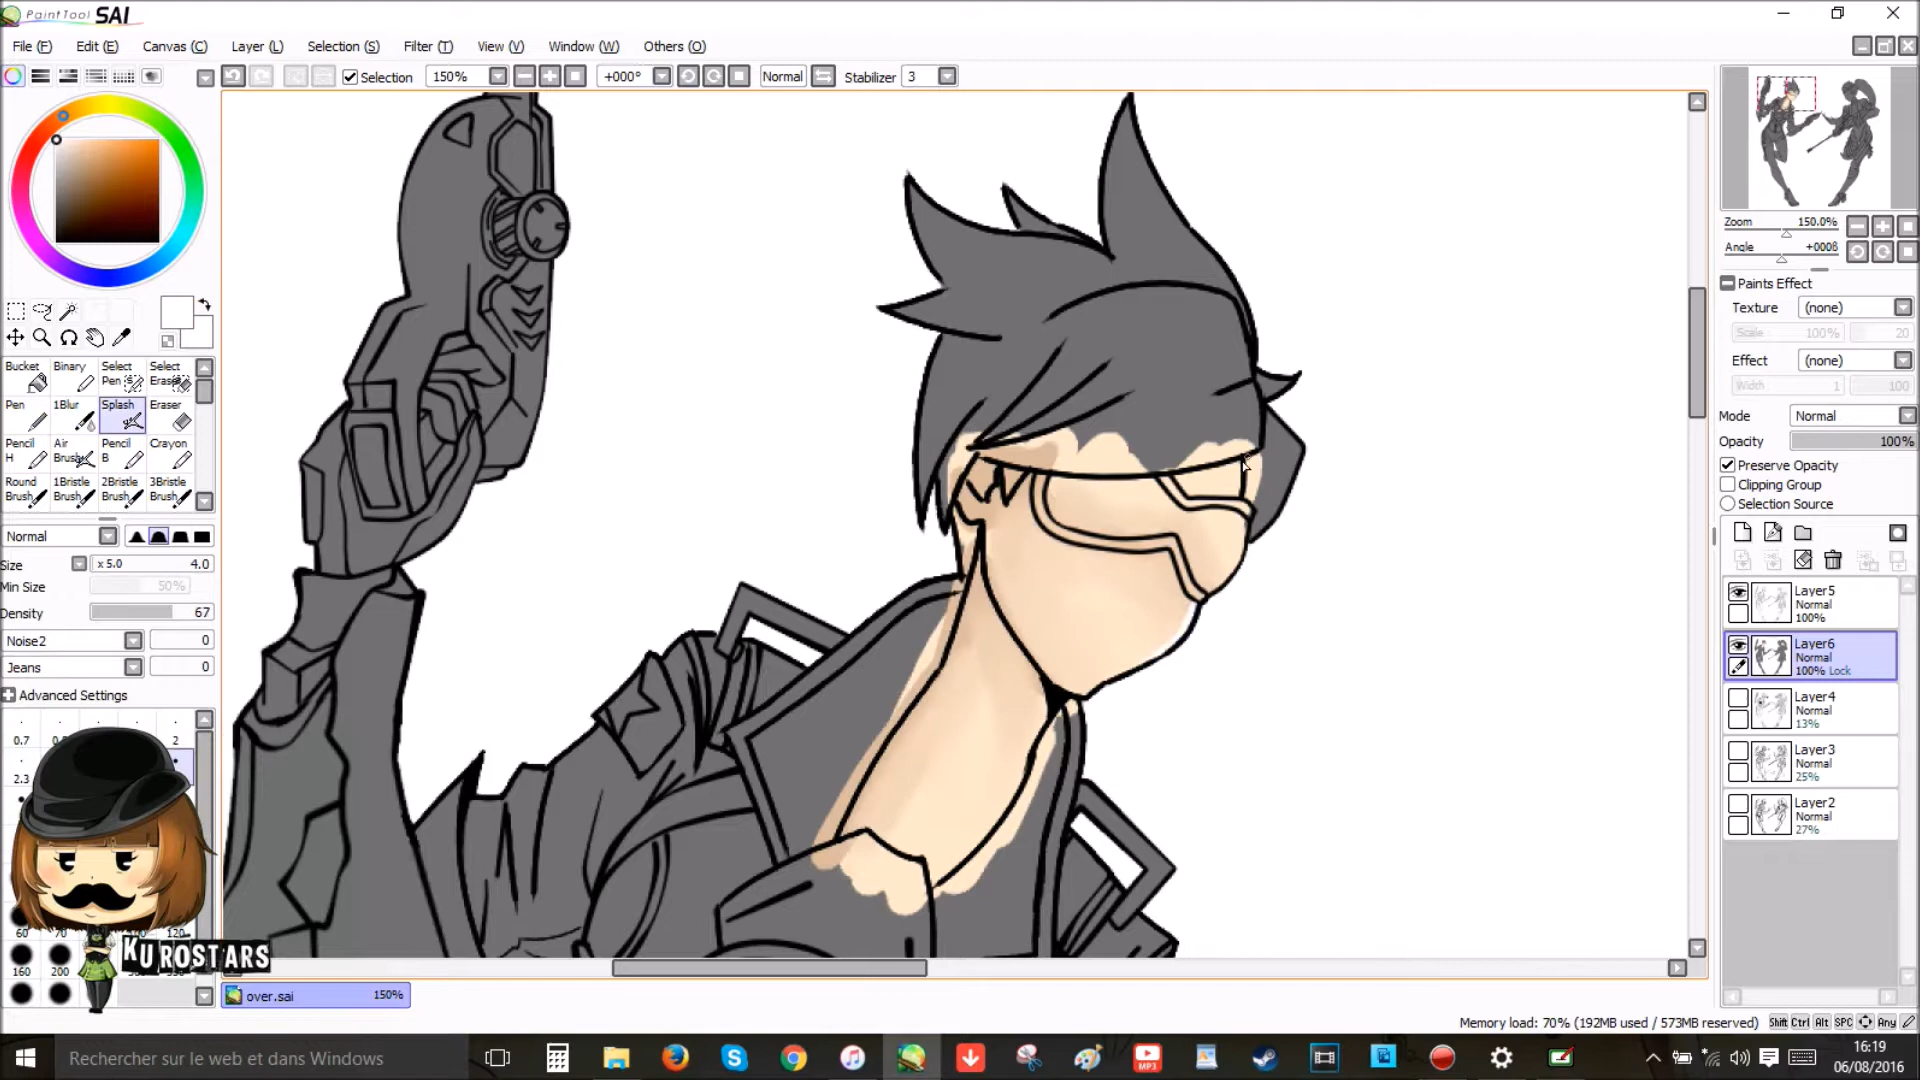 PaintTool SAI
File (F) Edit (E) Canvas (C) Layer (L) Selection (S) Filter (T) View (V) Window (W) Others (O)
Selection 150% +000° Normal Stabilizer 3
Zoom 150.0%
Angle +000ß
Paints Effect
Texture (none)
Scale 100% 20
Effect (none)
Width 1 100
Mode Normal
Opacity 100%
Preserve Opacity
Clipping Group
Selection Source
Layer5
Normal
100%
Layer6
Normal
100% Lock
Layer4
Normal
13%
Layer3
Normal
25%
Layer2
Normal
27%
Bucket Binary Select Pen Select Eraser
Pen 1Blur Splash Eraser
Pencil H Air Brush Pencil B Crayon
Round Brush 1Bristle Brush 2Bristle Brush 3Bristle Brush
Normal
Size x 5.0 4.0
Min Size 50%
Density 67
Noise2 0
Jeans 0
Advanced Settings
0.7 2
2.3
60 70 120
160 200
KUROSTARS
over.sai 150%
Memory load: 70% (192MB used / 573MB reserved) Shift Ctrl Alt SPC Any
Rechercher sur le web et dans Windows
MP3
16:19
06/08/2016